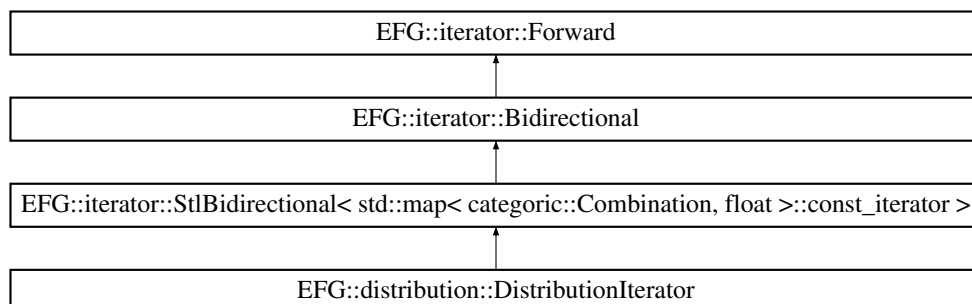 EFG::iterator::Forward
EFG::iterator::Bidirectional
EFG::iterator::StlBidirectional< std::map< categoric::Combination, float >::const_iterator >
EFG::distribution::DistributionIterator